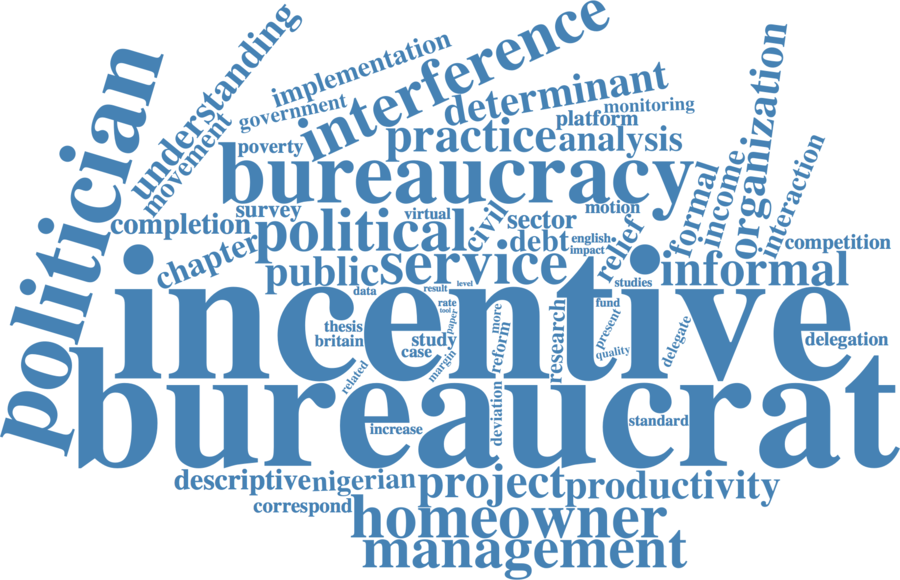 politician
understanding
movement
implementation
government
interference
determinant
monitoring
platform
practice
analysis
poverty
bureaucracy
organization
income
formal
interaction
competition
survey
completion
virtual
civil
sector
motion
political
chapter
debt
english
impact
relief
public
service
informal
data
result
level
studies
incentive
rate
tool
paper
more
fund
thesis
britain
study
case
margin
reform
research
present
quality
delegate
delegation
related
bureaucrat
increase
deviation
standard
descriptive
nigerian
project
productivity
correspond
homeowner
management